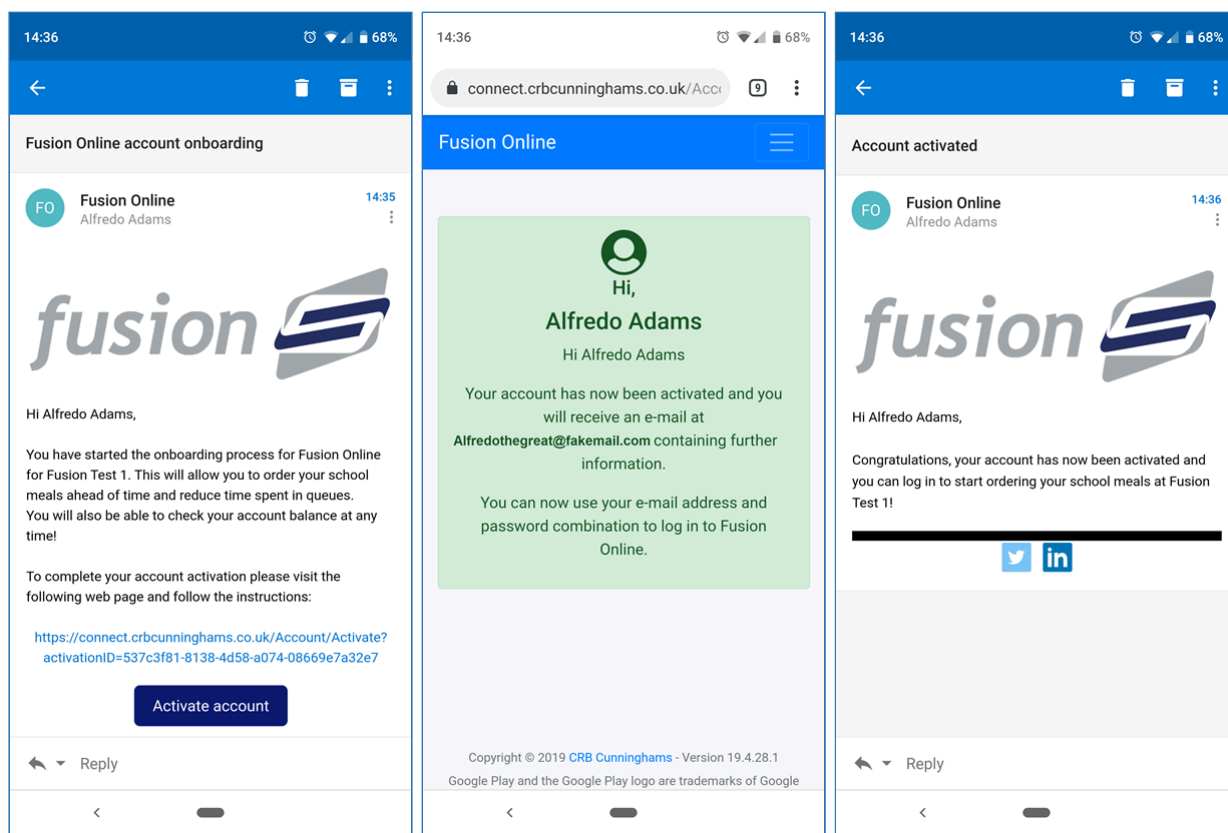 14:36
68%
Fusion Online account onboarding
FO
Fusion Online
14:35
Alfredo Adams
fusion
Hi Alfredo Adams,
You have started the onboarding process for Fusion Online
for Fusion Test 1. This will allow you to order your school
meals ahead of time and reduce time spent in queues.
You will also be able to check your account balance at any
time!
To complete your account activation please visit the
following web page and follow the instructions:
https://connect.crbcunninghams.co.uk/Account/Activate?
activationID=537c3f81-8138-4d58-a074-08669e7a32e7
Activate account
Reply
14:36
68%
connect.crbcunninghams.co.uk/Acc
9
Fusion Online
Hi,
Alfredo Adams
Hi Alfredo Adams
Your account has now been activated and you
will receive an e-mail at
Alfredothegreat@fakemail.com containing further
information.
You can now use your e-mail address and
password combination to log in to Fusion
Online.
Copyright © 2019 CRB Cunninghams - Version 19.4.28.1
Google Play and the Google Play logo are trademarks of Google
14:36
68%
Account activated
FO
Fusion Online
14:36
Alfredo Adams
fusion
Hi Alfredo Adams,
Congratulations, your account has now been activated and
you can log in to start ordering your school meals at Fusion
Test 1!
in
Reply